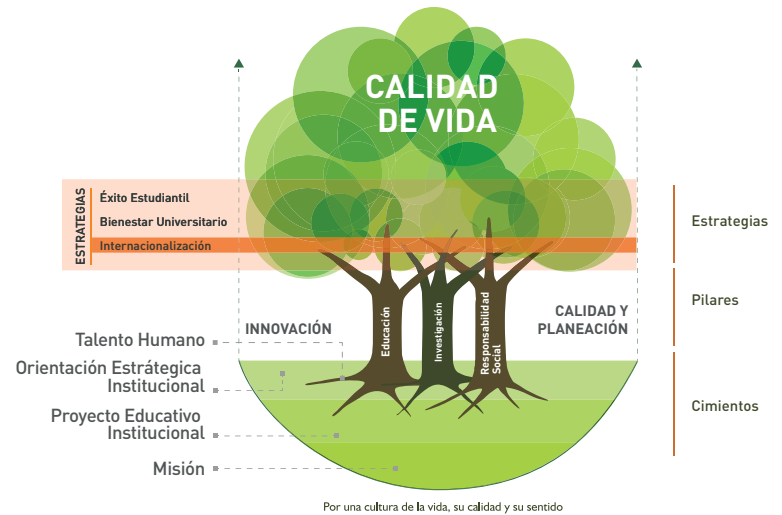 CALIDAD
DE VIDA
ESTRATEGIAS
Éxito Estudiantil
Bienestar Universitario
Internacionalización
Estrategias
Pilares
Cimientos
INNOVACIÓN
CALIDAD Y
PLANEACIÓN
Educación
Investigación
Responsabilidad
Social
Talento Humano
Orientación Estrátegica
Institucional
Proyecto Educativo
Institucional
Misión
Por una cultura de la vida, su calidad y su sentido